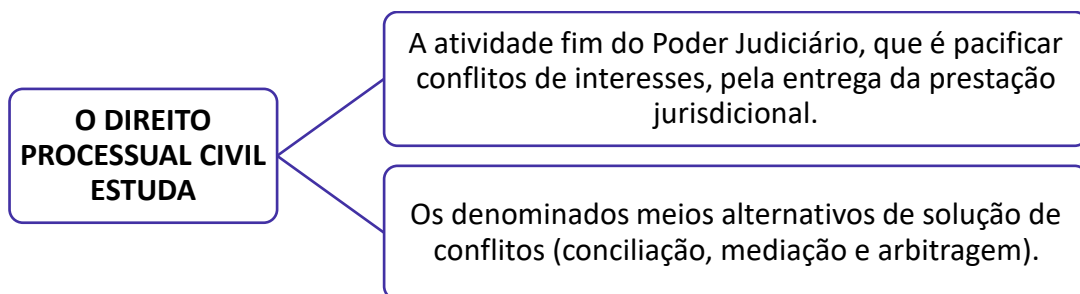 O DIREITO
PROCESSUAL CIVIL
ESTUDA
A atividade fim do Poder Judiciário, que é pacificar
conflitos de interesses, pela entrega da prestação
jurisdicional.
Os denominados meios alternativos de solução de
conflitos (conciliação, mediação e arbitragem).